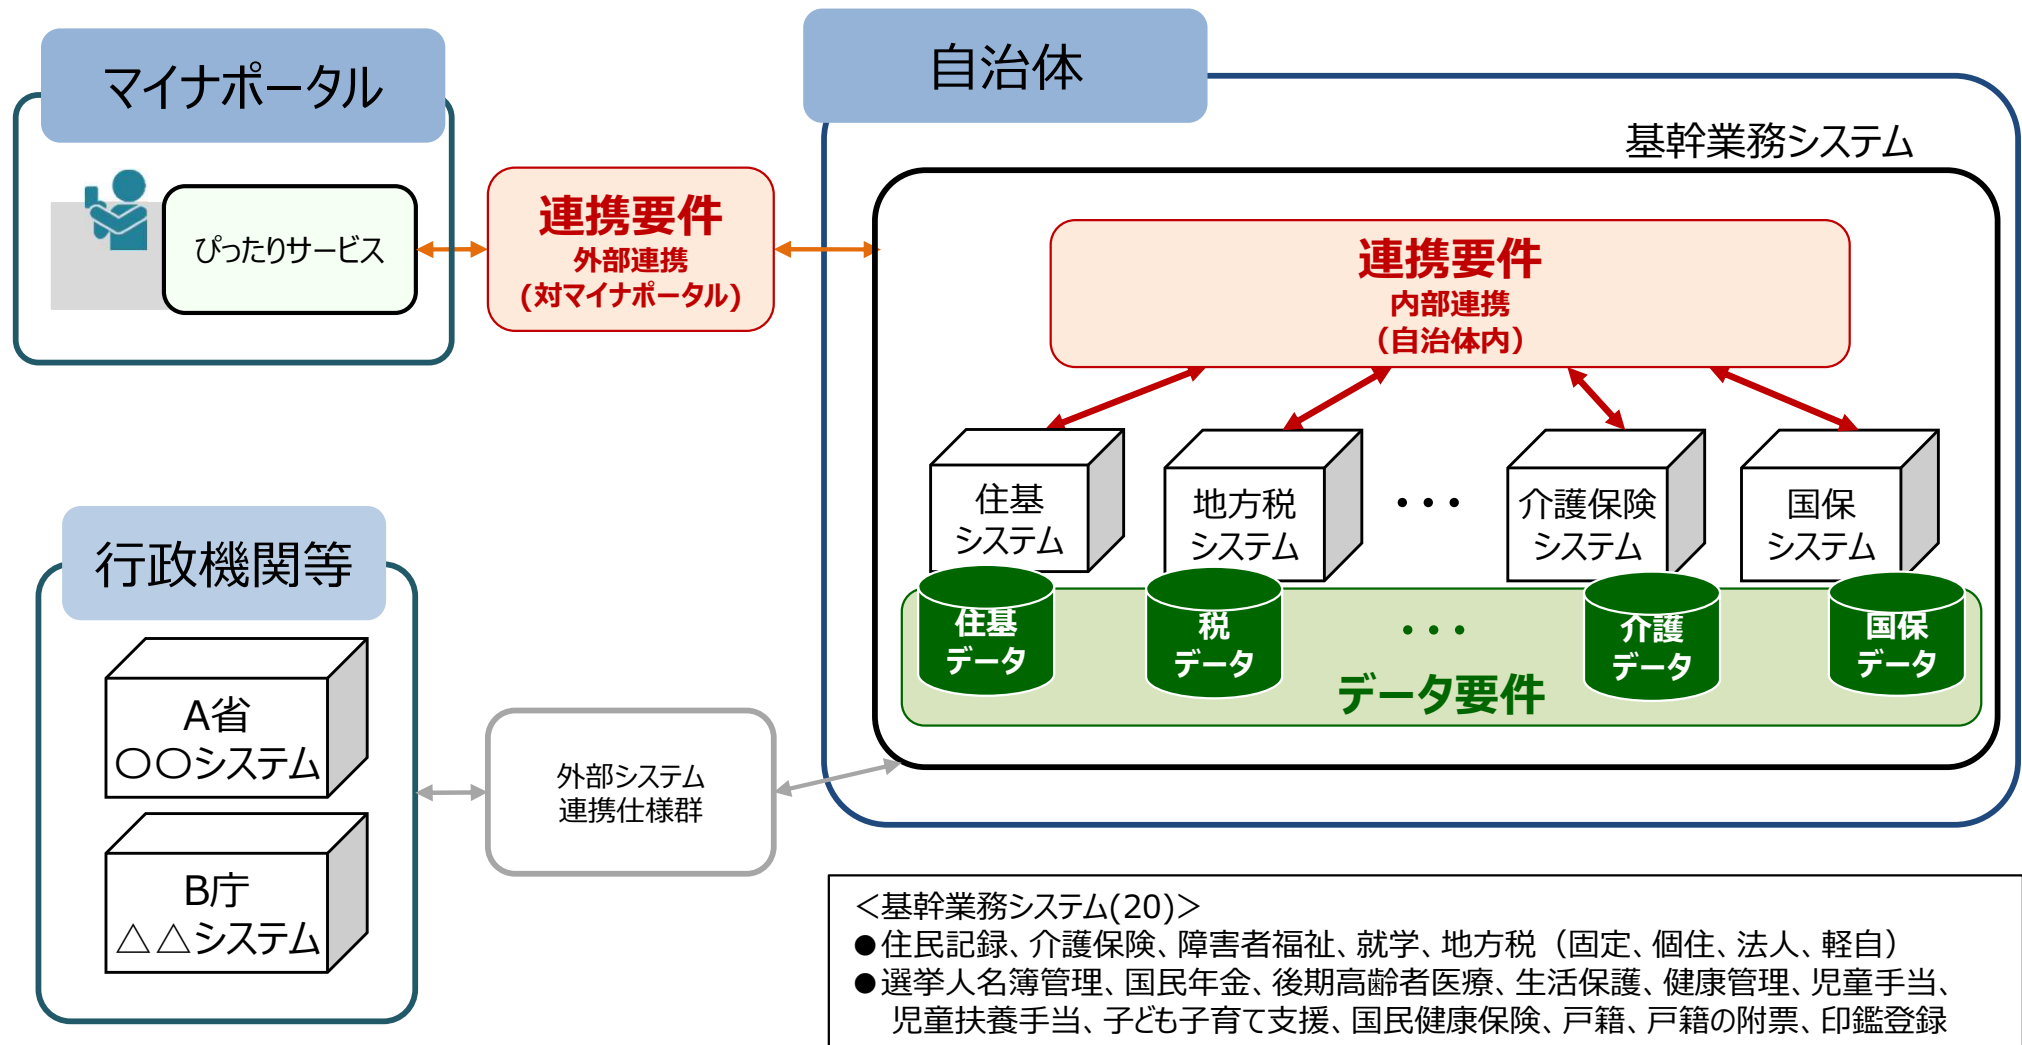 マイナポータル
ぴったりサービス
連携要件
外部連携
(対マイナポータル)
自治体
基幹業務システム
連携要件
内部連携
（自治体内）
住基
システム
地方税
システム
・・・
介護保険
システム
国保
システム
住基
データ
税
データ
・・・
介護
データ
国保
データ
データ要件
行政機関等
A省
〇〇システム
B庁
△△システム
外部システム
連携仕様群
＜基幹業務システム(20)＞
●住民記録、介護保険、障害者福祉、就学、地方税（固定、個住、法人、軽自）
●選挙人名簿管理、国民年金、後期高齢者医療、生活保護、健康管理、児童手当、
児童扶養手当、子ども子育て支援、国民健康保険、戸籍、戸籍の附票、印鑑登録